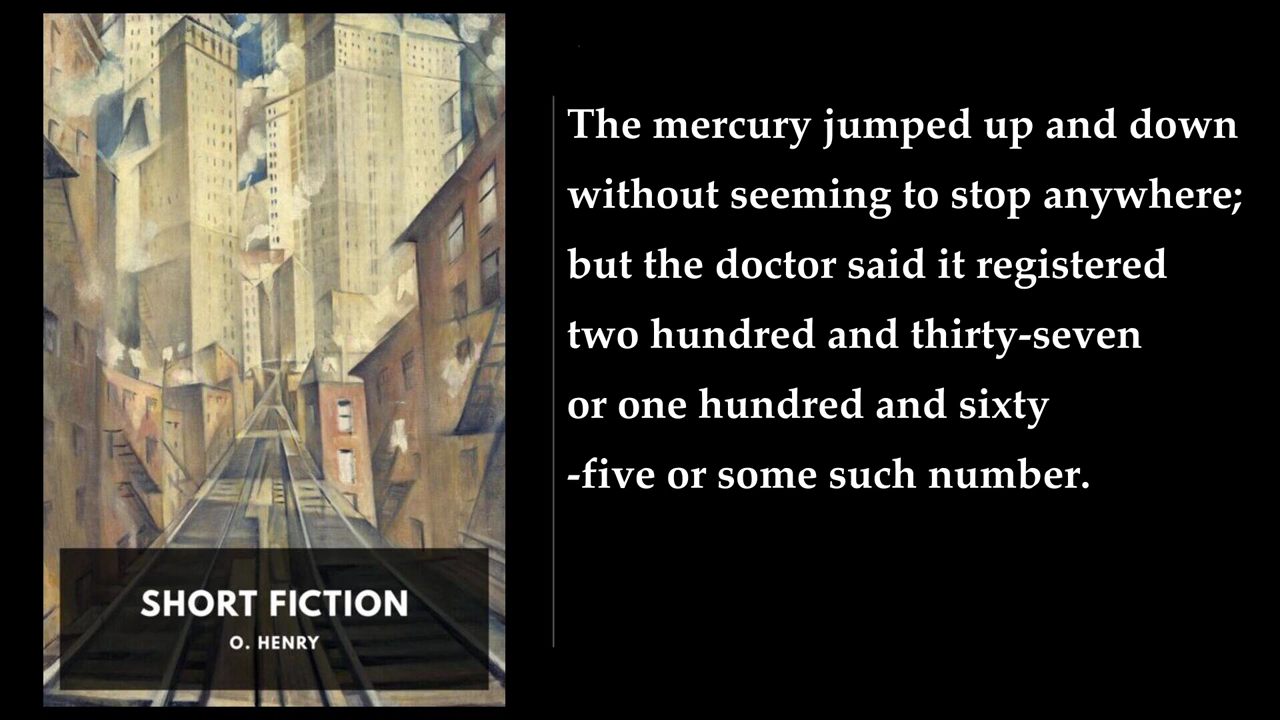 SHORT FICTION
O. HENRY
The mercury jumped up and down
without seeming to stop anywhere;
but the doctor said it registered
two hundred and thirty-seven
or one hundred and sixty
-five or some such number.